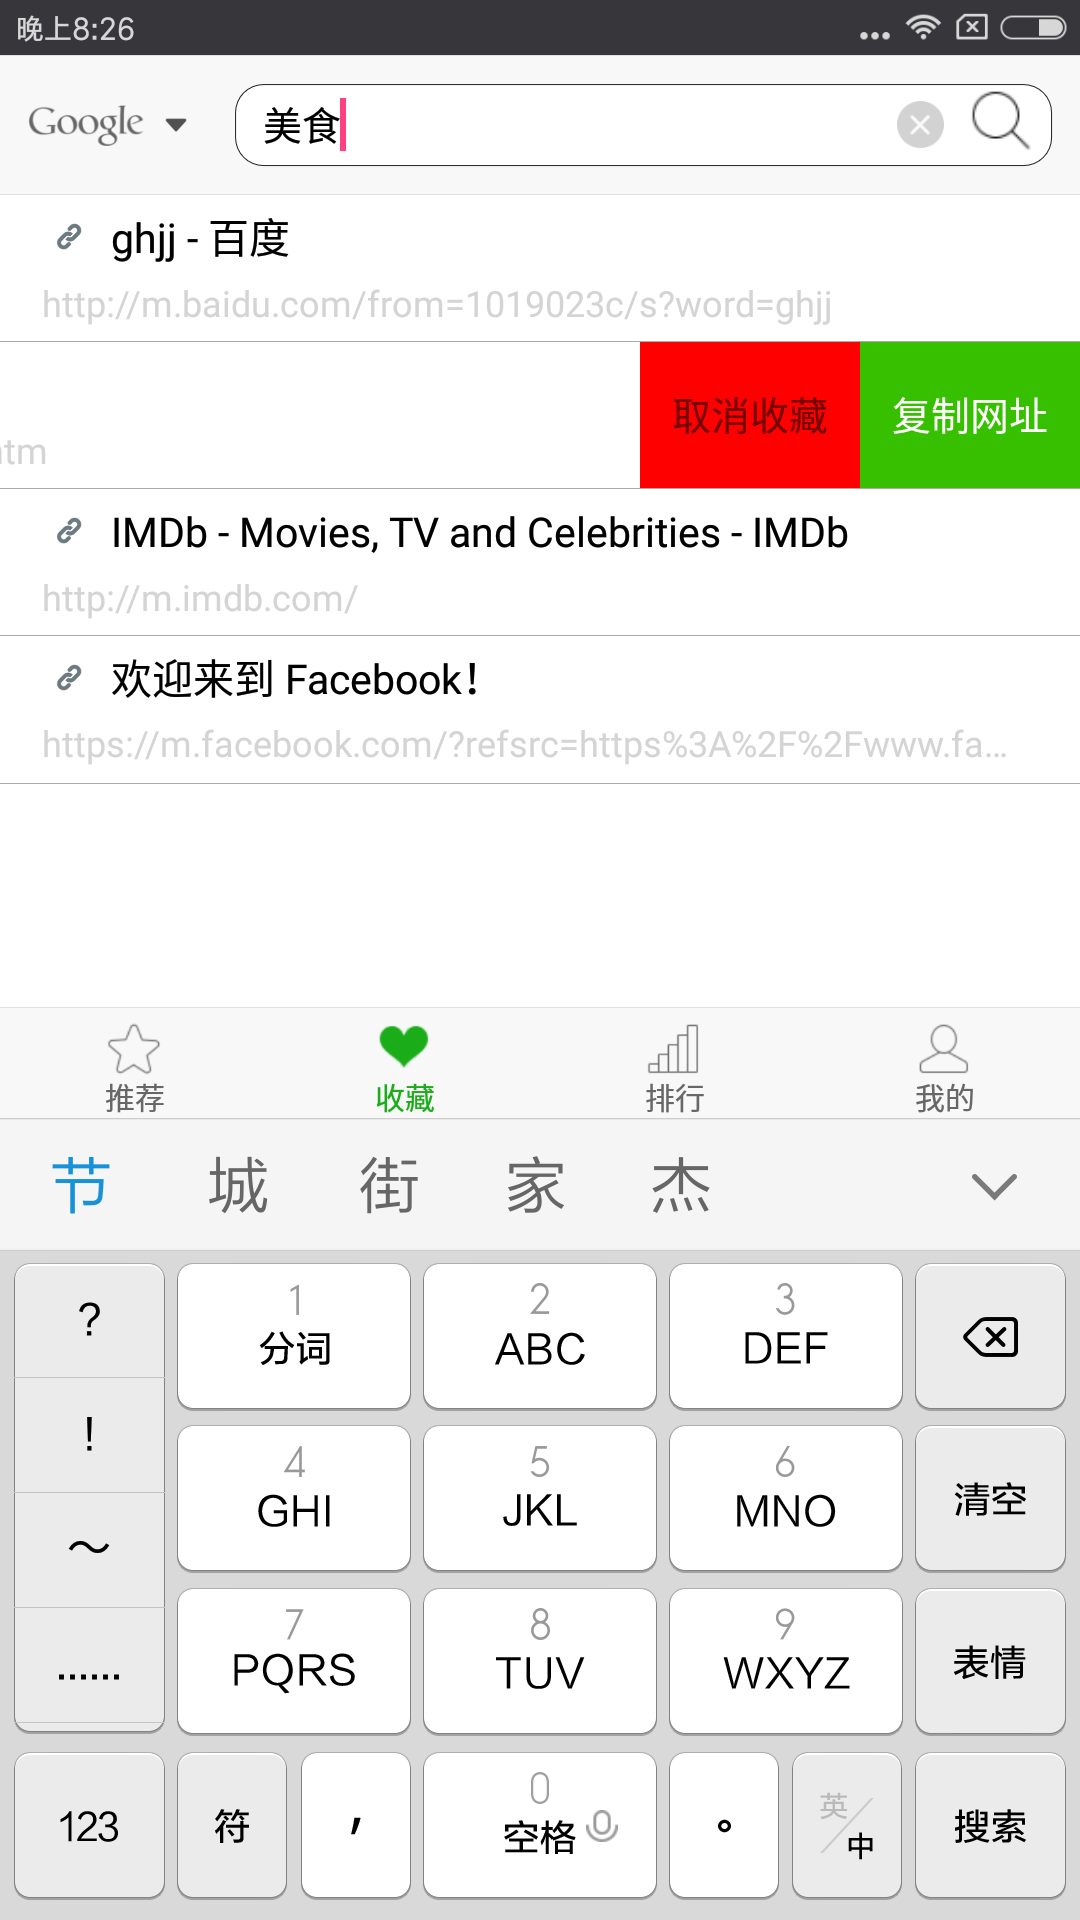 晚上8:26
Google 美食
ghjj - 百度
http://m.baidu.com/from=1019023c/s?word=ghjj
取消收藏 复制网址
tm
IMDb - Movies, TV and Celebrities - IMDb
http://m.imdb.com/
欢迎来到 Facebook！
https://m.facebook.com/?refsrc=https%3A%2F%2Fwww.fa...
推荐 收藏 排行 我的
节 城 街 家 杰
? 1 2 3
分词 ABC DEF
! 4 5 6
GHI JKL MNO 清空
～ 7 8 9
PQRS TUV WXYZ 表情
......
123 符 ， 0 空格 。 英/中 搜索